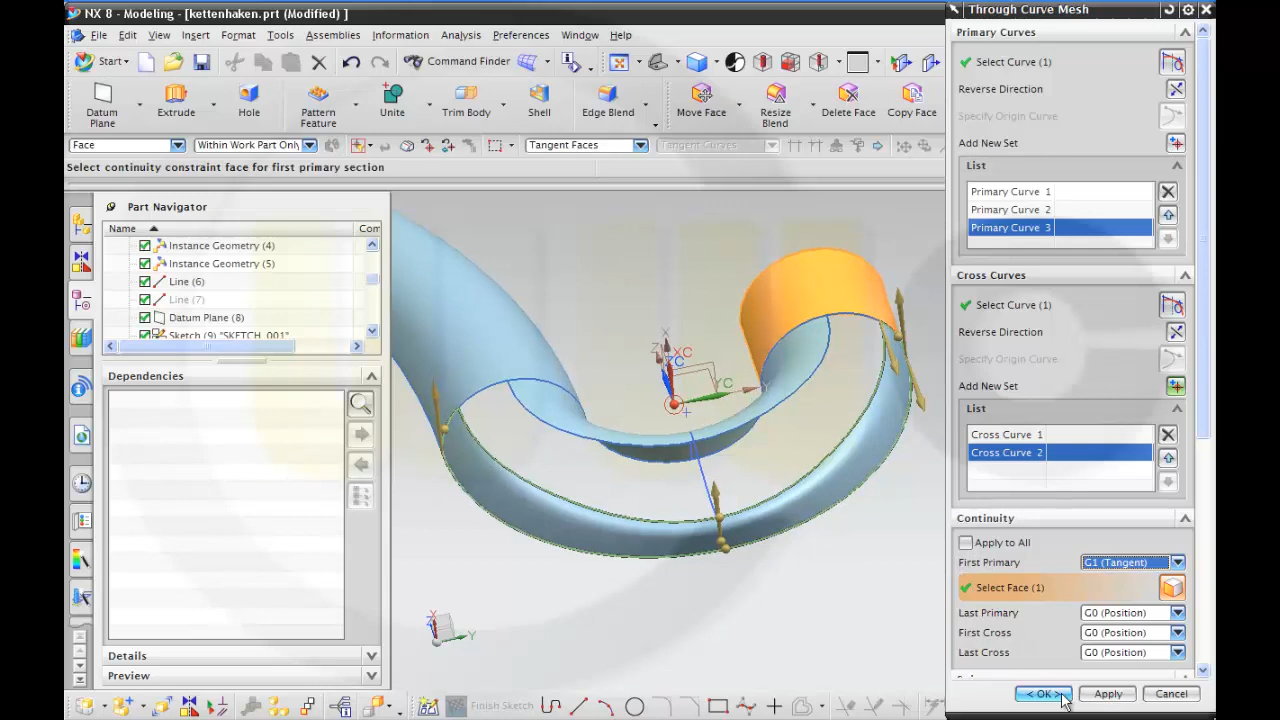 NX 8 - Modeling - [kettenhaken.prt (Modified) ]
File Edit View Insert Format Tools Assemblies Information Analysis Preferences Window Help
Start Command Finder
Datum Plane Extrude Hole Pattern Feature Unite Trim Body Shell Edge Blend Move Face Resize Blend Delete Face Copy Face
Face Within Work Part Only Tangent Faces Tangent Curves
Select continuity constraint face for first primary section
Part Navigator
Name Com
Instance Geometry (4)
Instance Geometry (5)
Line (6)
Line (7)
Datum Plane (8)
Sketch (9) "SKETCH_001"
Dependencies
Details
Preview
X
XC
Z
ZC
YC
Y
X
Z
Y
Finish Sketch
Through Curve Mesh
Primary Curves
Select Curve (1)
Reverse Direction
Specify Origin Curve
Add New Set
List
Primary Curve 1
Primary Curve 2
Primary Curve 3
Cross Curves
Select Curve (1)
Reverse Direction
Specify Origin Curve
Add New Set
List
Cross Curve 1
Cross Curve 2
Continuity
Apply to All
First Primary G1 (Tangent)
Select Face (1)
Last Primary G0 (Position)
First Cross G0 (Position)
Last Cross G0 (Position)
< OK > Apply Cancel